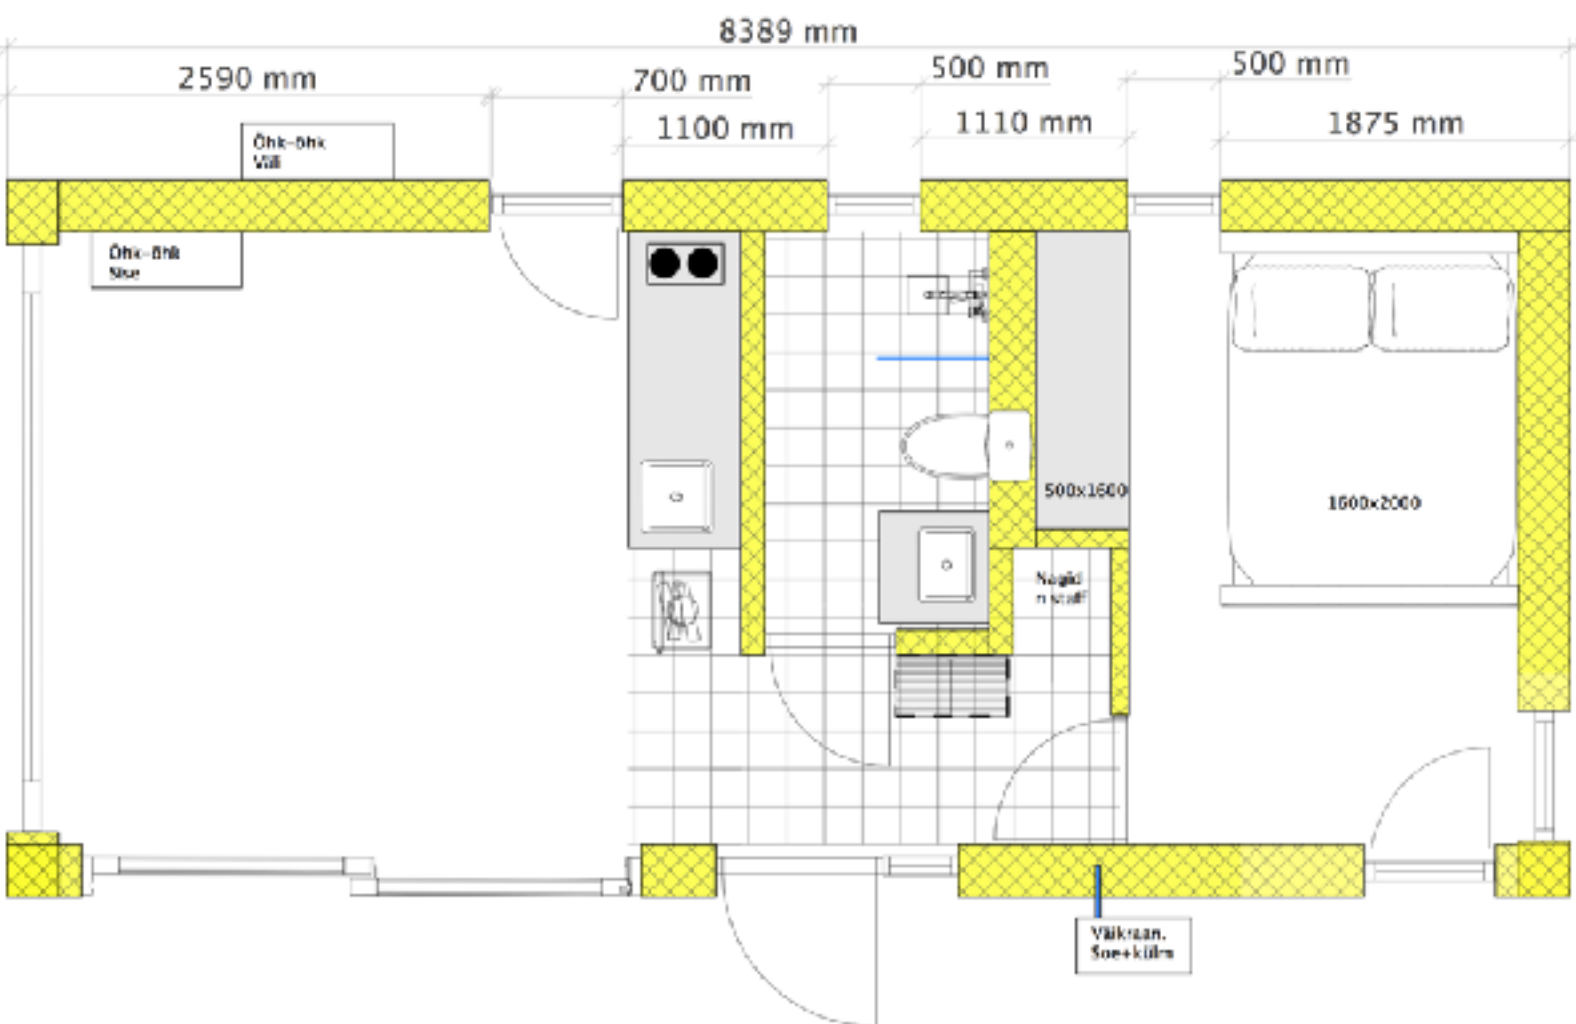 8389 mm
2590 mm
700 mm
500 mm
500 mm
1100 mm
1110 mm
1875 mm
Õhk-õhk
Väli
Õhk-õhk
Sise
500x1600
1600x2000
Nagid
Väikraan.
Soe+külm